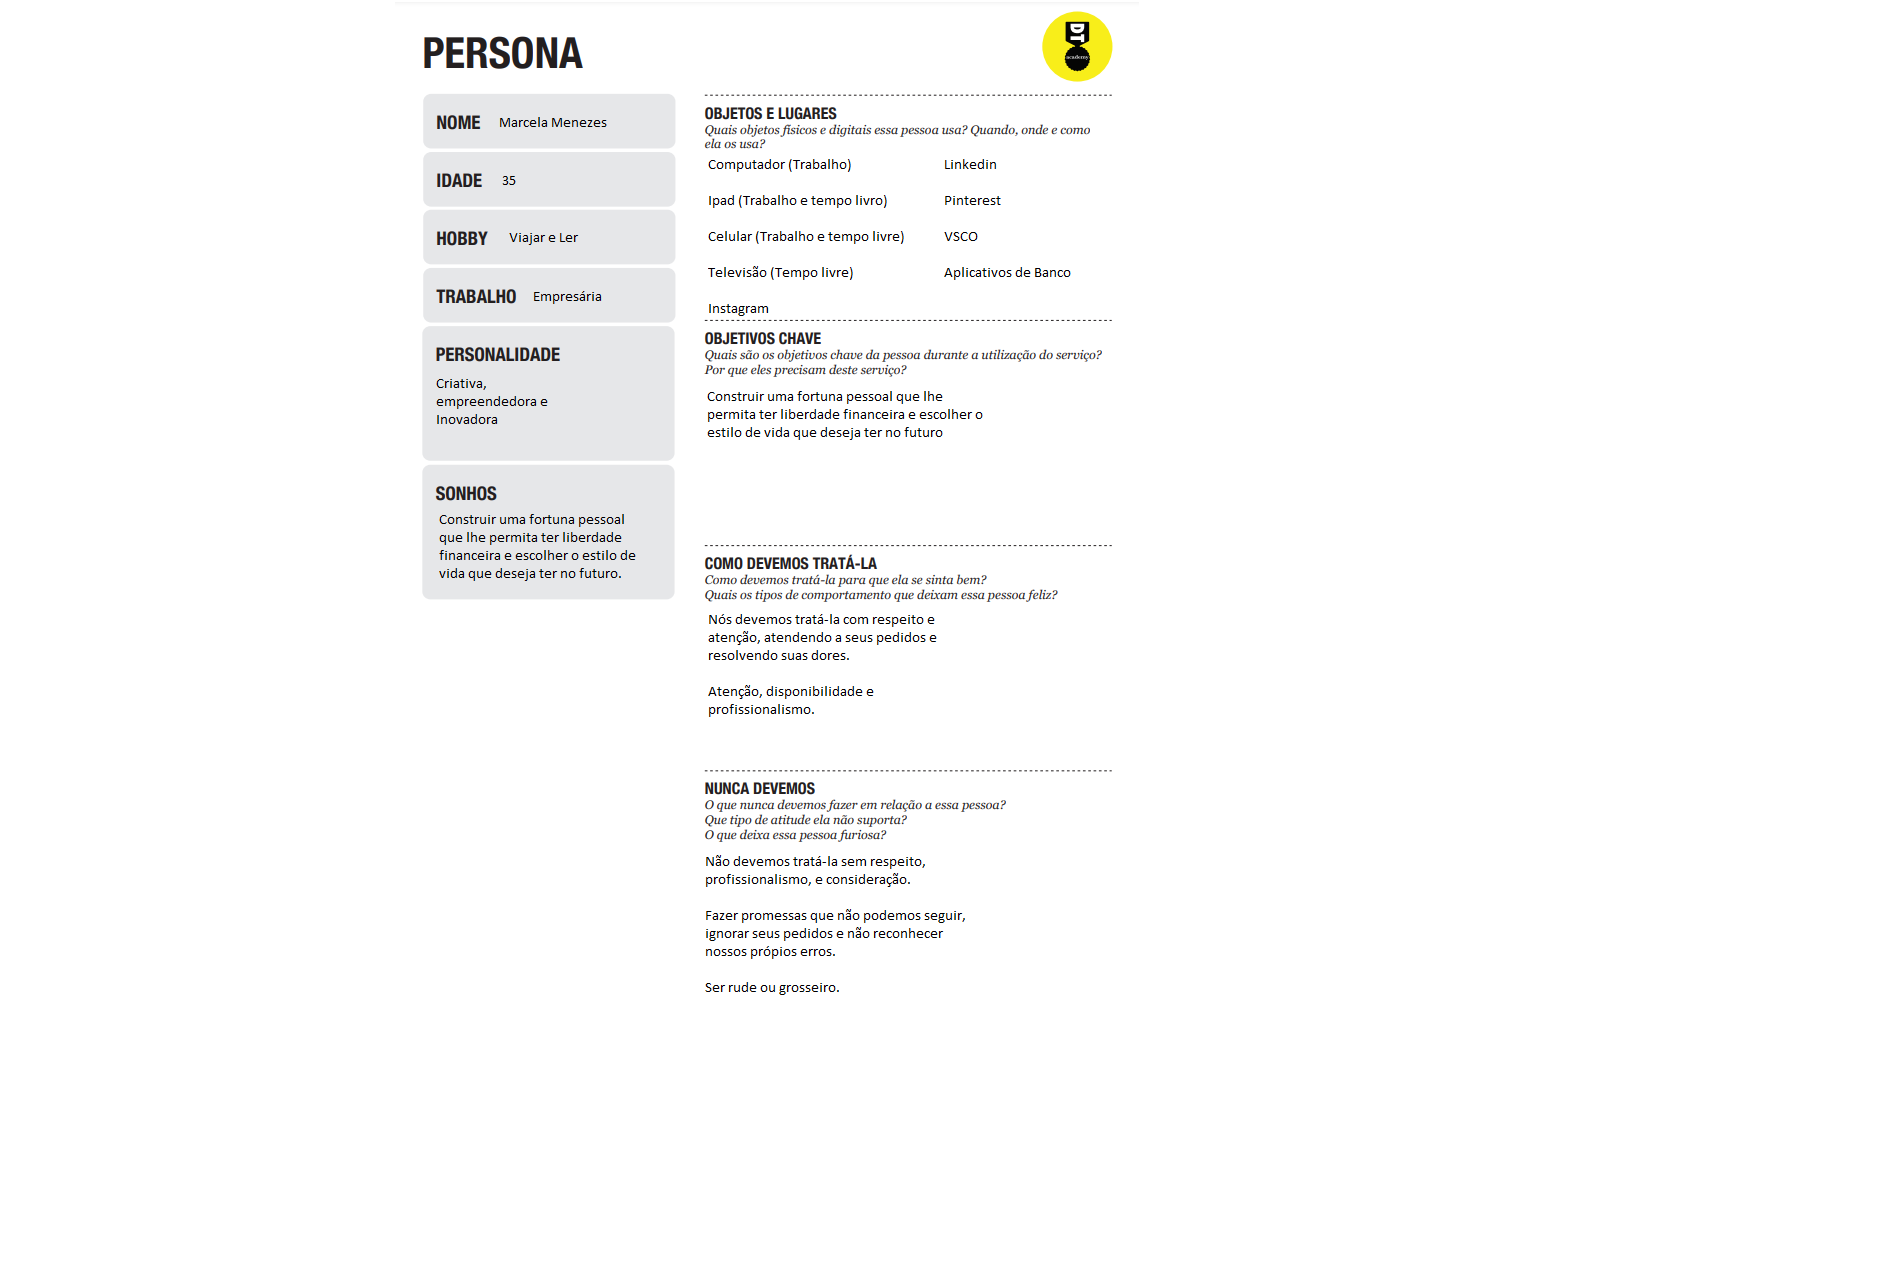 PERSONA
DT
academy
NOME Marcela Menezes
IDADE 35
HOBBY Viajar e Ler
TRABALHO Empresária
PERSONALIDADE
Criativa,
empreendedora e
Inovadora
SONHOS
Construir uma fortuna pessoal
que lhe permita ter liberdade
financeira e escolher o estilo de
vida que deseja ter no futuro.
OBJETOS E LUGARES
Quais objetos físicos e digitais essa pessoa usa? Quando, onde e como
ela os usa?
Computador (Trabalho) Linkedin
Ipad (Trabalho e tempo livro) Pinterest
Celular (Trabalho e tempo livre) VSCO
Televisão (Tempo livre) Aplicativos de Banco
Instagram
OBJETIVOS CHAVE
Quais são os objetivos chave da pessoa durante a utilização do serviço?
Por que eles precisam deste serviço?
Construir uma fortuna pessoal que lhe
permita ter liberdade financeira e escolher o
estilo de vida que deseja ter no futuro
COMO DEVEMOS TRATÁ-LA
Como devemos tratá-la para que ela se sinta bem?
Quais os tipos de comportamento que deixam essa pessoa feliz?
Nós devemos tratá-la com respeito e
atenção, atendendo a seus pedidos e
resolvendo suas dores.
Atenção, disponibilidade e
profissionalismo.
NUNCA DEVEMOS
O que nunca devemos fazer em relação a essa pessoa?
Que tipo de atitude ela não suporta?
O que deixa essa pessoa furiosa?
Não devemos tratá-la sem respeito,
profissionalismo, e consideração.
Fazer promessas que não podemos seguir,
ignorar seus pedidos e não reconhecer
nossos própios erros.
Ser rude ou grosseiro.